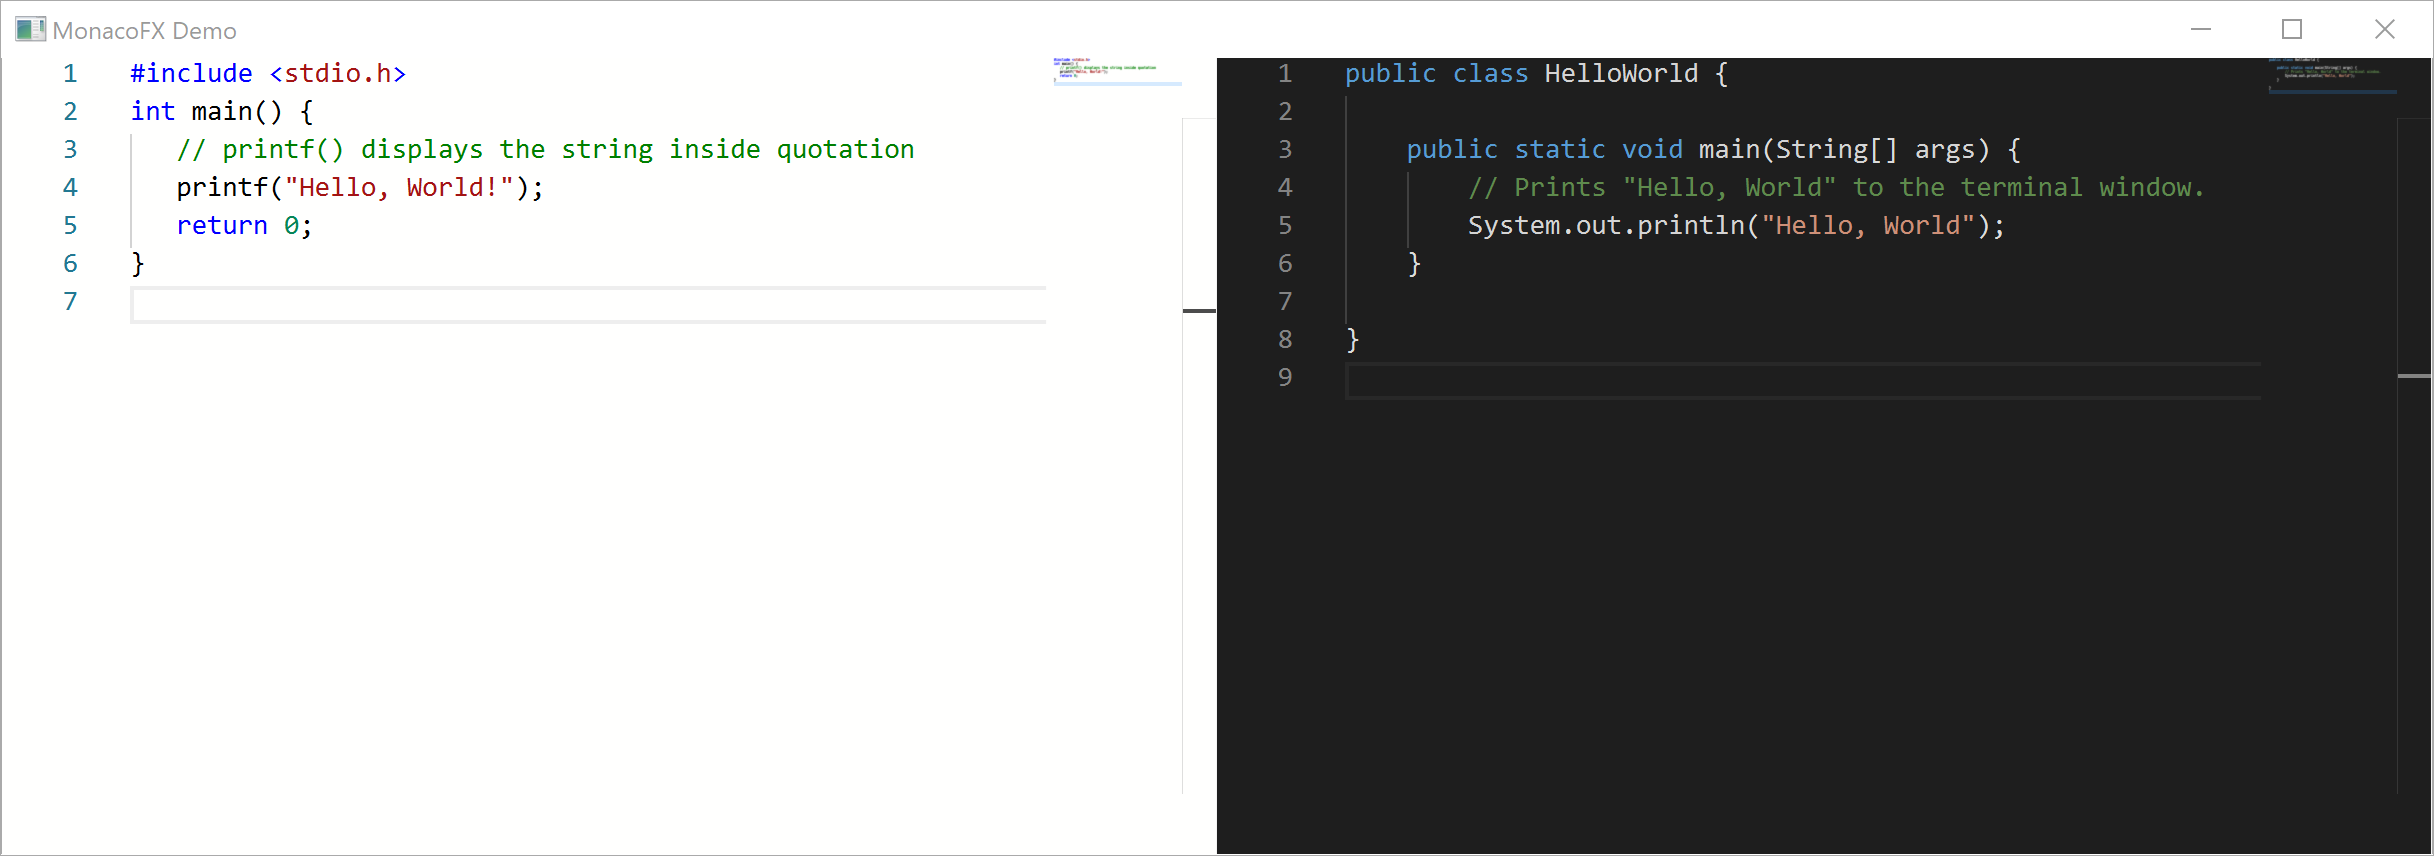 MonacoFX Demo
1 #include <stdio.h>
2 int main() {
3    // printf() displays the string inside quotation
4    printf("Hello, World!");
5    return 0;
6 }
7
1 public class HelloWorld {
2
3     public static void main(String[] args) {
4         // Prints "Hello, World" to the terminal window.
5         System.out.println("Hello, World");
6     }
7
8 }
9